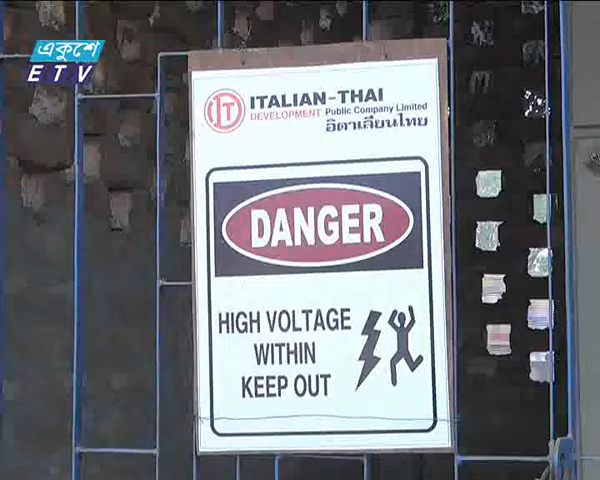 একুশে
ETV
ITD
ITALIAN-THAI
DEVELOPMENT Public Company Limited
อิตาเลียนไทย
DANGER
HIGH VOLTAGE
WITHIN
KEEP OUT